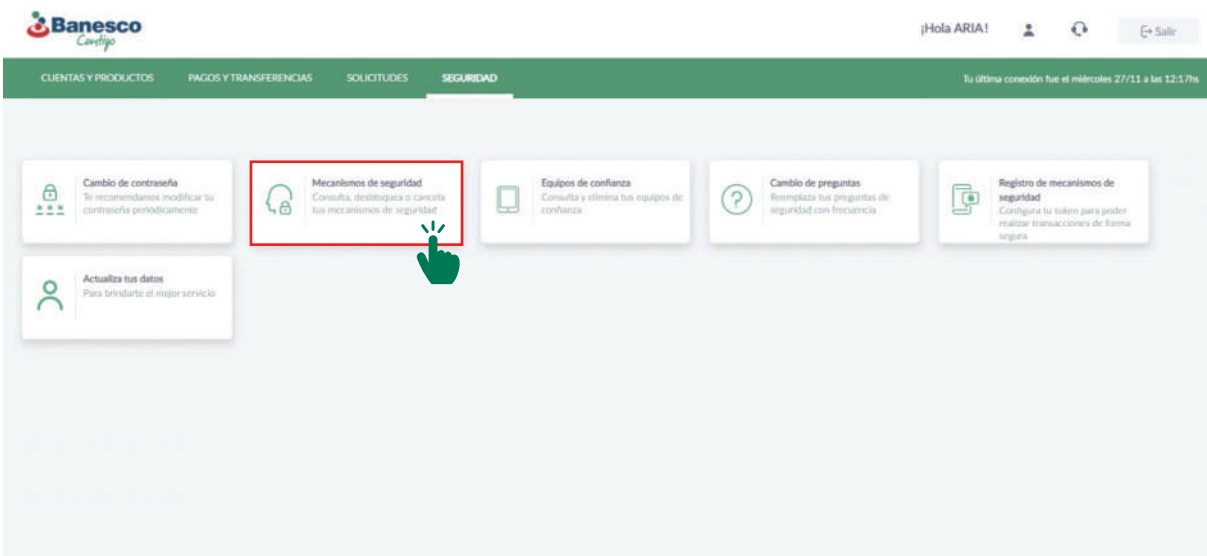 Banesco
Contigo
¡Hola ARIA!
Salir
CUENTAS Y PRODUCTOS
PAGOS Y TRANSFERENCIAS
SOLICITUDES
SEGURIDAD
Tu última conexión fue el miércoles 27/11 a las 12:17hs
Cambio de contraseña
Te recomendamos modificar tu
contraseña periódicamente
Mecanismos de seguridad
Consulta, desbloquea o cancela
tus mecanismos de seguridad
Equipos de confianza
Consulta y elimina tus equipos de
confianza
Cambio de preguntas
Reemplaza tus preguntas de
seguridad con frecuencia
Registro de mecanismos de
seguridad
Configura tu token para poder
realizar transacciones de forma
segura
Actualiza tus datos
Para brindarte el mejor servicio